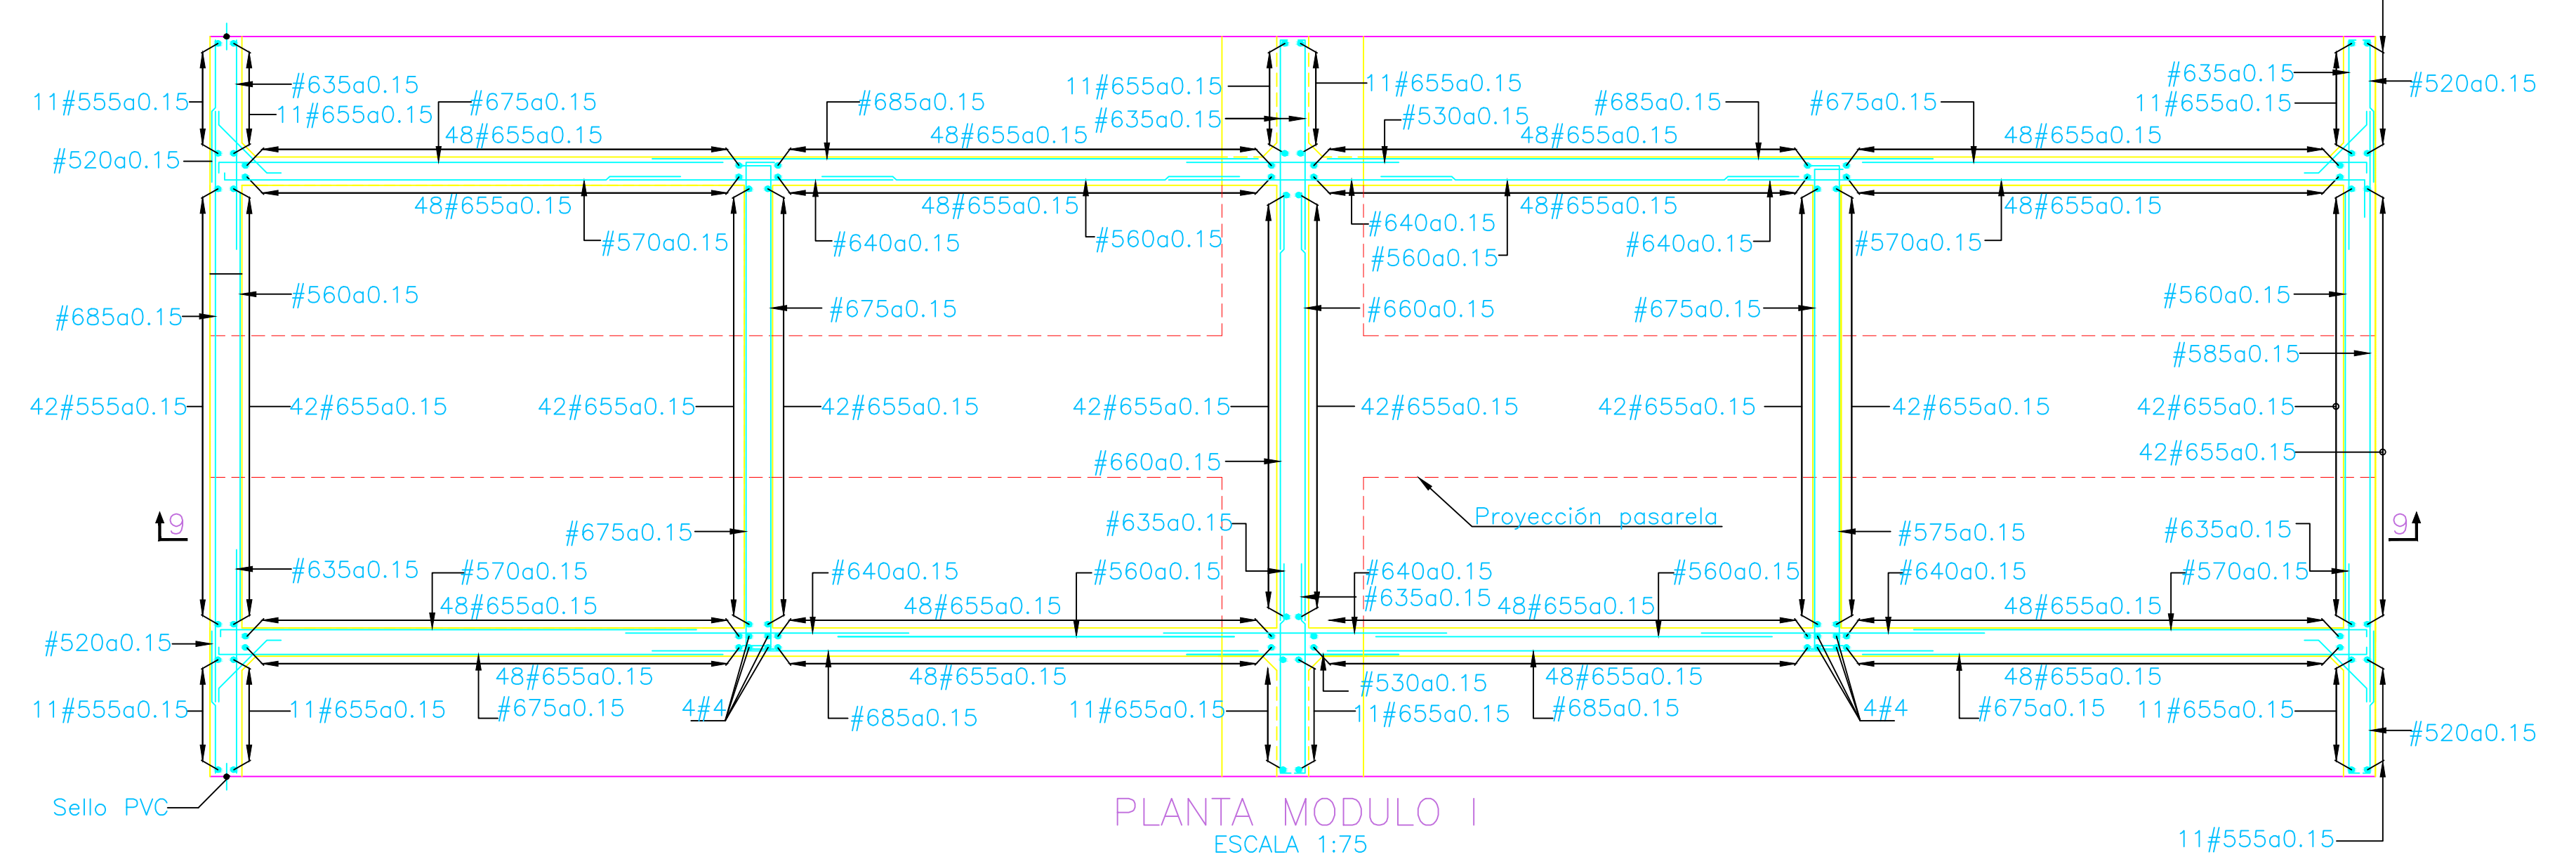 #635a0.15
11#555a0.15
11#655a0.15
#675a0.15
48#655a0.15
#520a0.15
#685a0.15
48#655a0.15
11#655a0.15
#635a0.15
11#655a0.15
#530a0.15
48#655a0.15
#685a0.15
#675a0.15
48#655a0.15
#635a0.15
11#655a0.15
#520a0.15
48#655a0.15
#570a0.15
#640a0.15
48#655a0.15
#560a0.15
#640a0.15
#560a0.15
48#655a0.15
#640a0.15
#570a0.15
48#655a0.15
#560a0.15
#685a0.15
#675a0.15
#660a0.15
#675a0.15
#560a0.15
#585a0.15
42#555a0.15
42#655a0.15
42#655a0.15
42#655a0.15
42#655a0.15
42#655a0.15
42#655a0.15
42#655a0.15
42#655a0.15
42#655a0.15
#660a0.15
9
#675a0.15
#635a0.15
Proyección pasarela
#575a0.15
#635a0.15
9
#635a0.15
#570a0.15
48#655a0.15
#640a0.15
#560a0.15
48#655a0.15
#640a0.15
#635a0.15
#560a0.15
48#655a0.15
#640a0.15
#570a0.15
48#655a0.15
#520a0.15
48#655a0.15
48#655a0.15
#530a0.15
48#655a0.15
48#655a0.15
11#555a0.15
11#655a0.15
#675a0.15
4#4
#685a0.15
11#655a0.15
11#655a0.15
#685a0.15
4#4
#675a0.15
11#655a0.15
#520a0.15
Sello PVC
PLANTA MODULO I
ESCALA 1:75
11#555a0.15